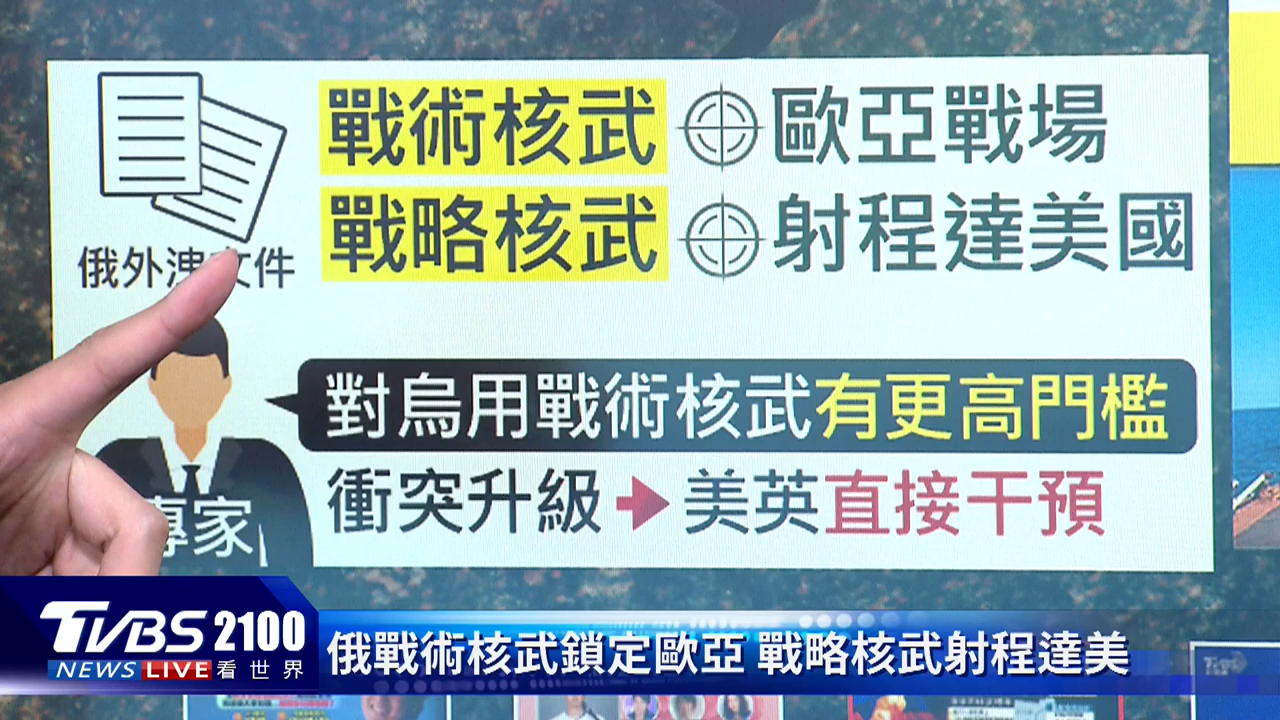 戰術核武 歐亞戰場
戰略核武 射程達美國
俄外洩文件
對烏用戰術核武有更高門檻
衝突升級 美英直接干預
專家
TVBS 2100
NEWS LIVE 看世界
俄戰術核武鎖定歐亞 戰略核武射程達美